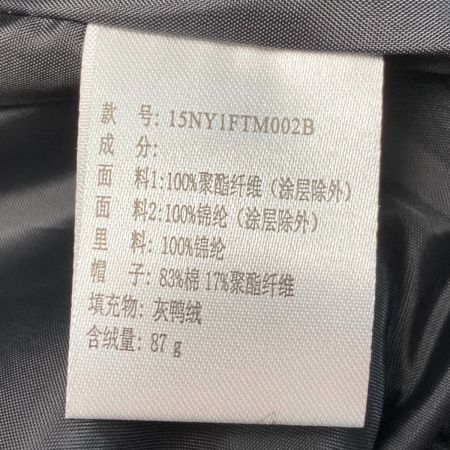 款 号: 15NY1FTM002B
成 分:
面 料1: 100%聚酯纤维（涂层除外）
面 料2: 100%锦纶（涂层除外）
里 料: 100%锦纶
帽 子: 83%棉 17%聚酯纤维
填充物: 灰鸭绒
含绒量: 87 g